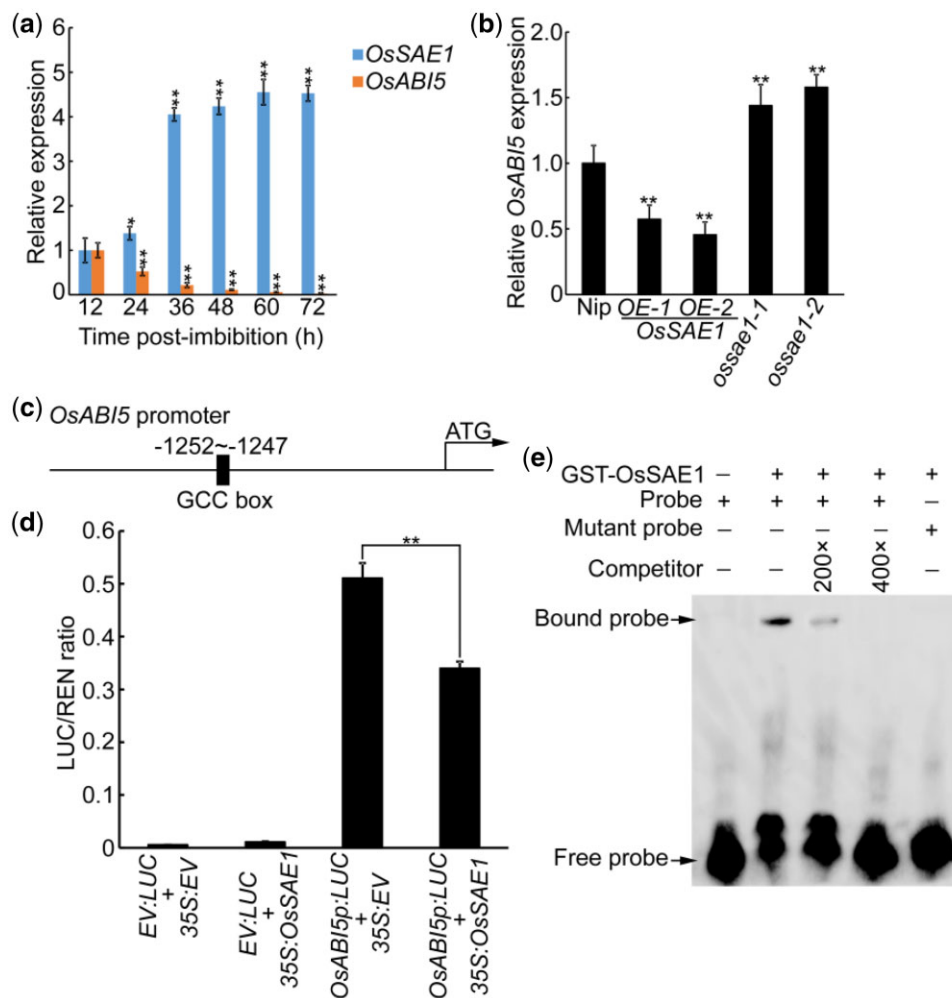 (a)
Relative expression
6
5
4
3
2
1
0
OsSAE1
OsABI5
*
***
***
***
***
***
***
***
***
***
12 24 36 48 60 72
Time post-imbibition (h)
(b)
Relative OsABI5 expression
2.0
1.5
1.0
0.5
0
**
**
**
**
Nip
OE-1 OE-2
OsSAE1
ossae1-1
ossae1-2
(c)
OsABI5 promoter
-1252~-1247
ATG
GCC box
(d)
LUC/REN ratio
0.6
0.5
0.4
0.3
0.2
0.1
0
**
EV:LUC
+
35S:EV
EV:LUC
+
35S:OsSAE1
OsABI5p:LUC
+
35S:EV
OsABI5p:LUC
+
35S:OsSAE1
(e)
GST-OsSAE1 – + + + +
Probe + + + + –
Mutant probe – – – – +
Competitor – – 200× 400× –
Bound probe
Free probe